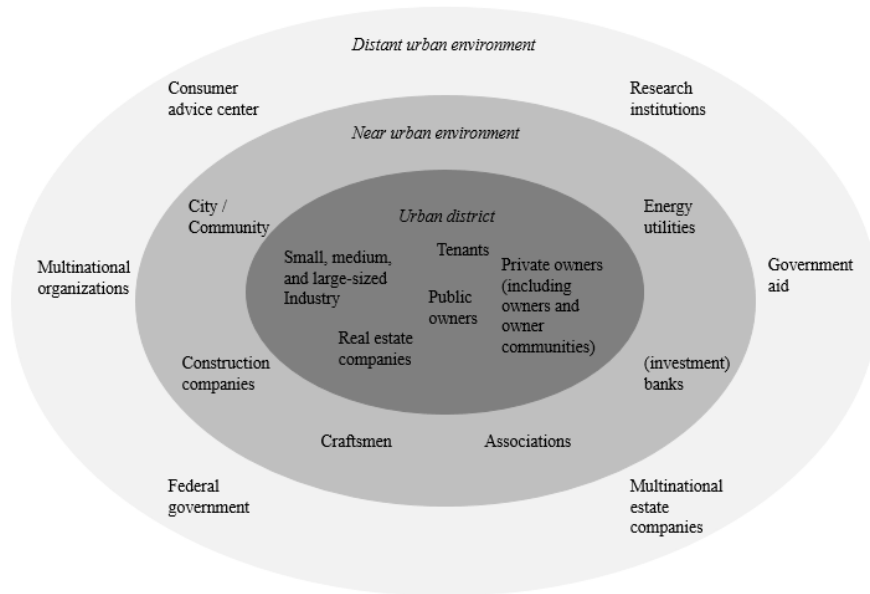 Distant urban environment
Consumer
advice center
Research
institutions
Near urban environment
City /
Community
Energy
utilities
Urban district
Tenants
Small, medium,
and large-sized
Industry
Private owners
(including
owners and
owner
communities)
Public
owners
Real estate
companies
Multinational
organizations
Government
aid
Construction
companies
(investment)
banks
Craftsmen
Associations
Federal
government
Multinational
estate
companies